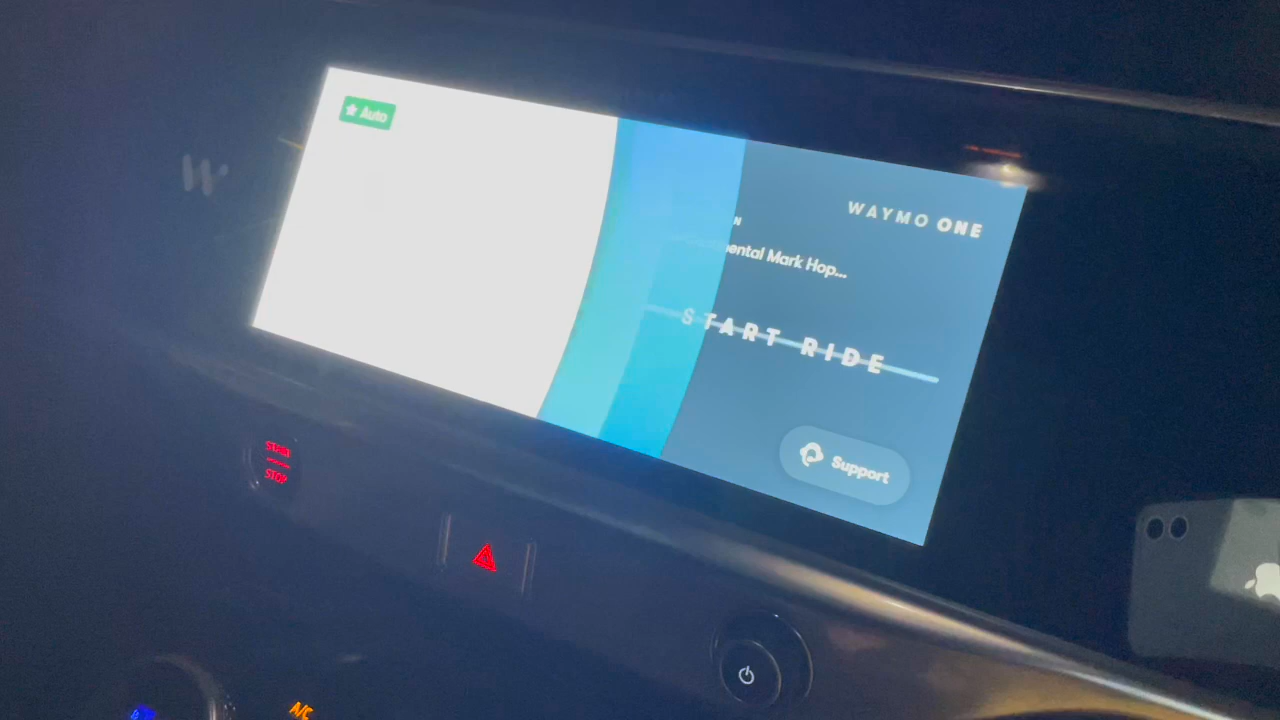 Auto
WAYMO ONE
N
ental Mark Hop...
START RIDE
Support
START
STOP
A/C